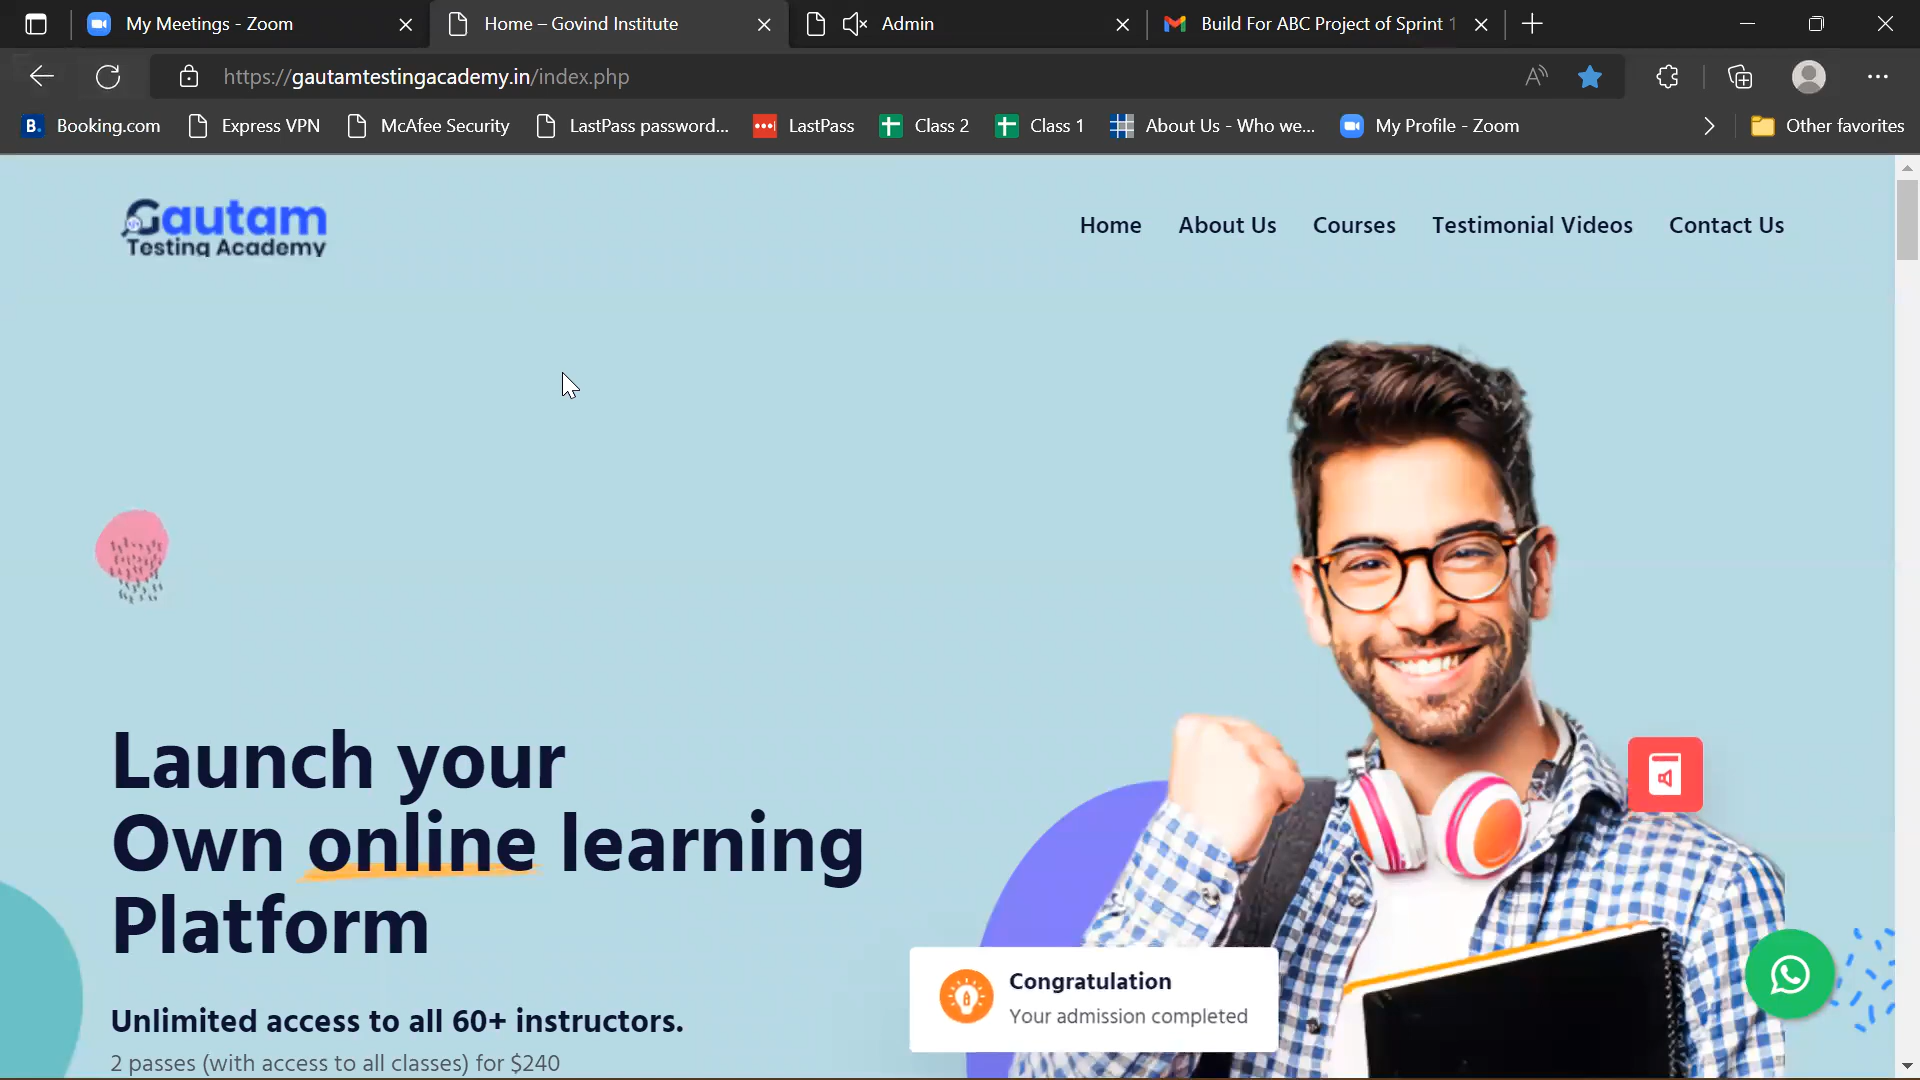 My Meetings - Zoom
Home – Govind Institute
Admin
Build For ABC Project of Sprint 1
https://gautamtestingacademy.in/index.php
B. Booking.com
Express VPN
McAfee Security
LastPass password...
LastPass
Class 2
Class 1
About Us - Who we...
My Profile - Zoom
Other favorites
Gautam
Testing Academy
Home
About Us
Courses
Testimonial Videos
Contact Us
Launch your
Own online learning
Platform
Unlimited access to all 60+ instructors.
2 passes (with access to all classes) for $240
Congratulation
Your admission completed